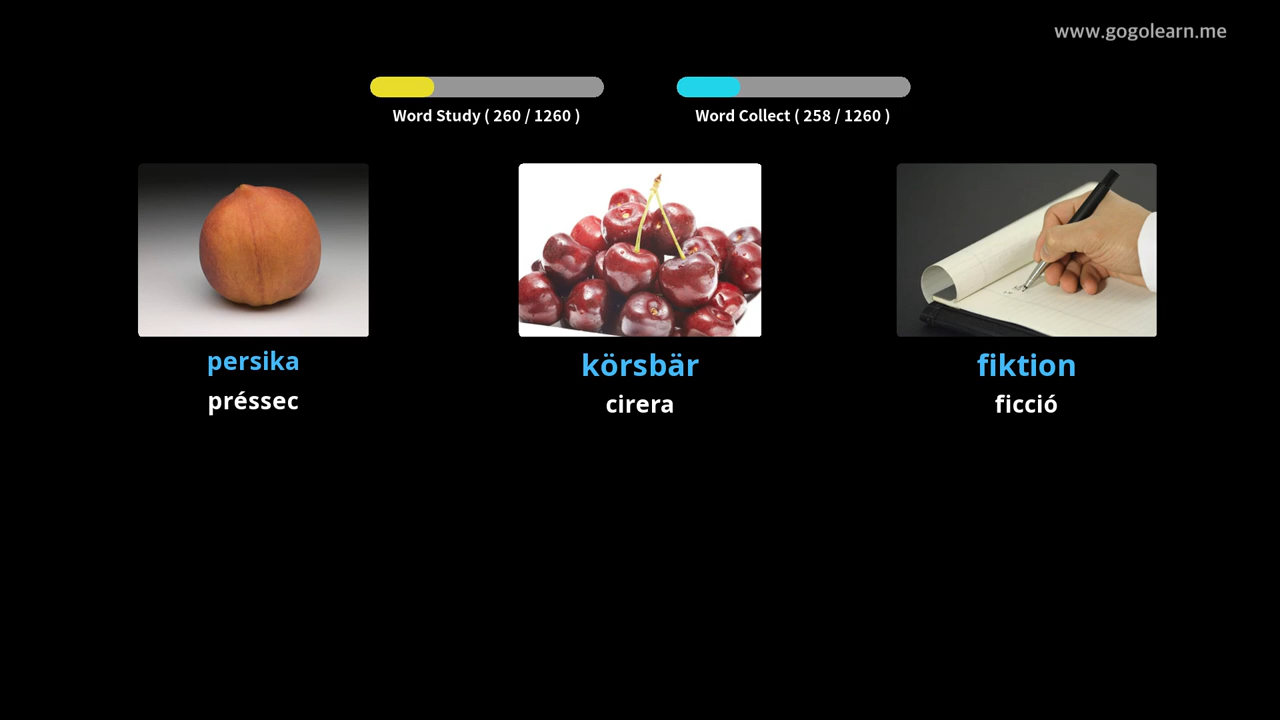 www.gogolearn.me
Word Study ( 260 / 1260 )
Word Collect ( 258 / 1260 )
persika
préssec
körsbär
cirera
fiktion
ficció